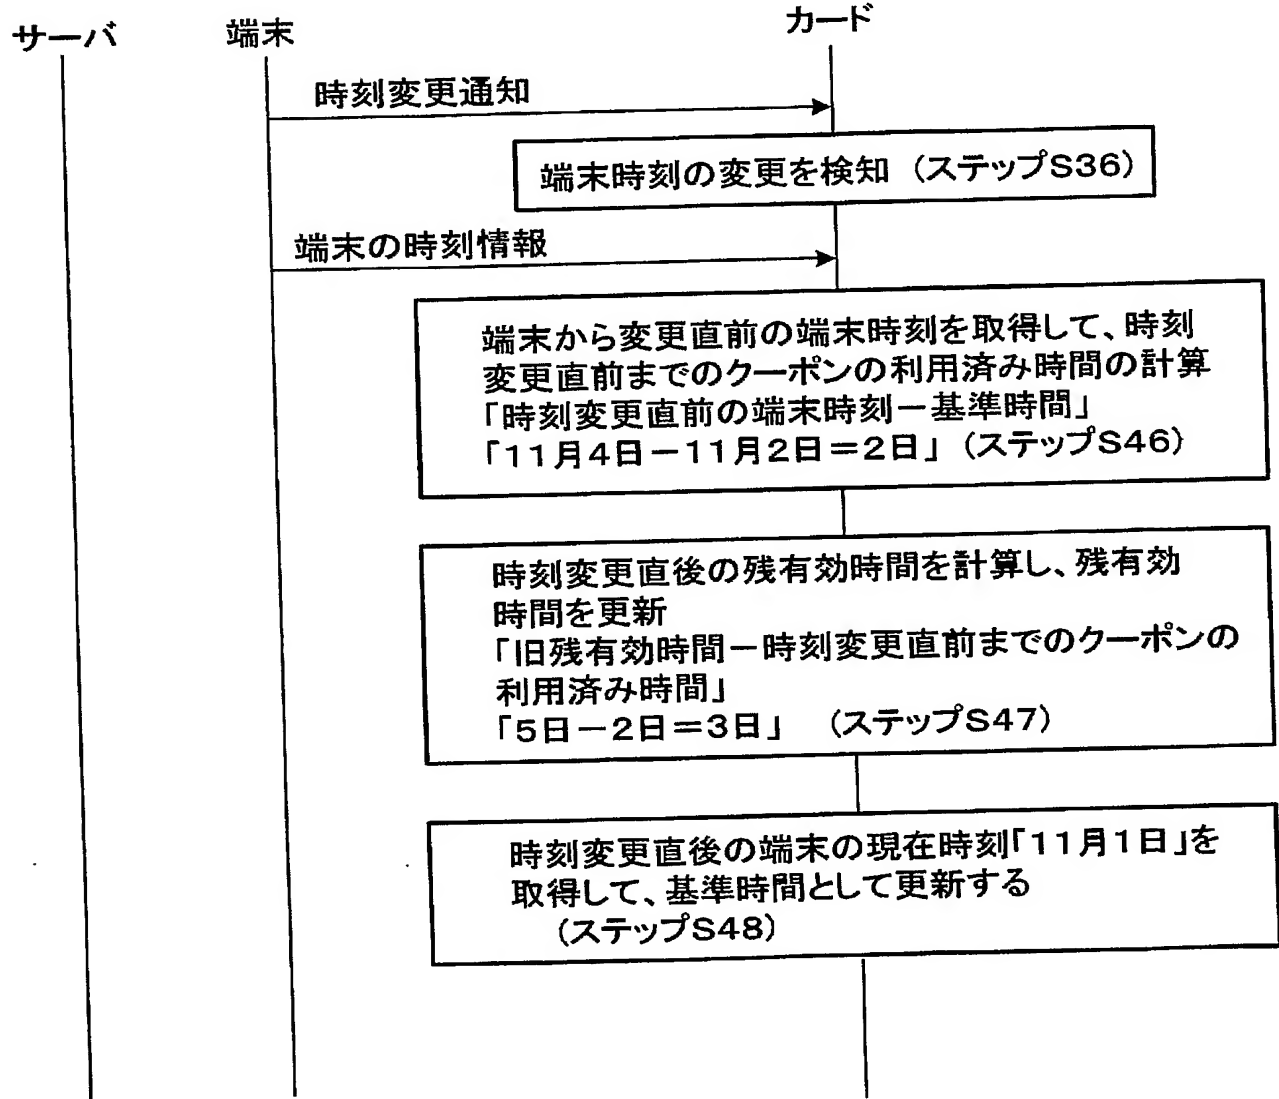 サーバ
端末
カード
時刻変更通知
端末時刻の変更を検知（ステップS36）
端末の時刻情報
端末から変更直前の端末時刻を取得して、時刻
変更直前までのクーポンの利用済み時間の計算
「時刻変更直前の端末時刻－基準時間」
「11月4日－11月2日＝2日」（ステップS46）
時刻変更直後の残有効時間を計算し、残有効
時間を更新
「旧残有効時間－時刻変更直前までのクーポンの
利用済み時間」
「5日－2日＝3日」 （ステップS47）
時刻変更直後の端末の現在時刻「11月1日」を
取得して、基準時間として更新する
（ステップS48）